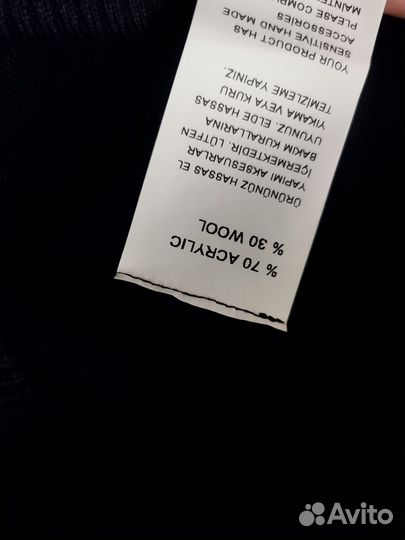 % 70 ACRYLIC
% 30 WOOL
ÜRÜNÜNÜZ HASSAS EL
YAPIMI AKSESUARLAR
İÇERMEKTEDİR. LÜTFEN
BAKIM KURALLARINA
UYUNUZ. ELDE HASSAS
YIKAMA VEYA KURU
TEMİZLEME YAPINIZ.
YOUR PRODUCT HAS
SENSITIVE HAND MADE
ACCESSORIES
PLEASE
Avito